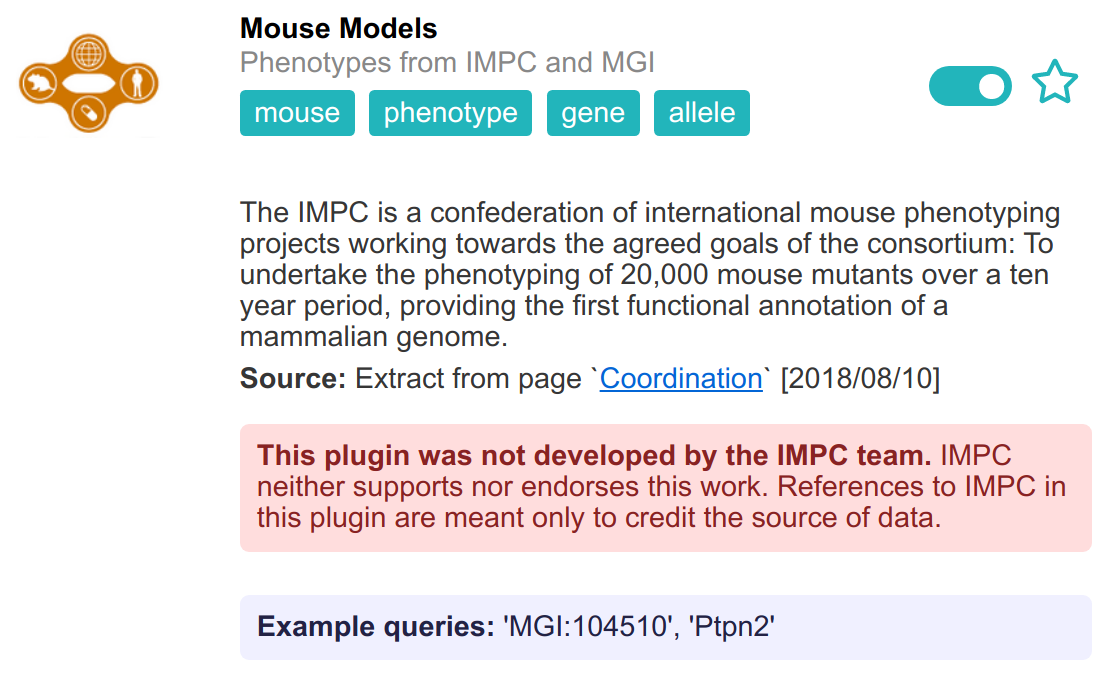 Mouse Models
Phenotypes from IMPC and MGI
mouse phenotype gene allele
The IMPC is a confederation of international mouse phenotyping
projects working towards the agreed goals of the consortium: To
undertake the phenotyping of 20,000 mouse mutants over a ten
year period, providing the first functional annotation of a
mammalian genome.
Source: Extract from page `Coordination` [2018/08/10]
This plugin was not developed by the IMPC team. IMPC
neither supports nor endorses this work. References to IMPC in
this plugin are meant only to credit the source of data.
Example queries: 'MGI:104510', 'Ptpn2'